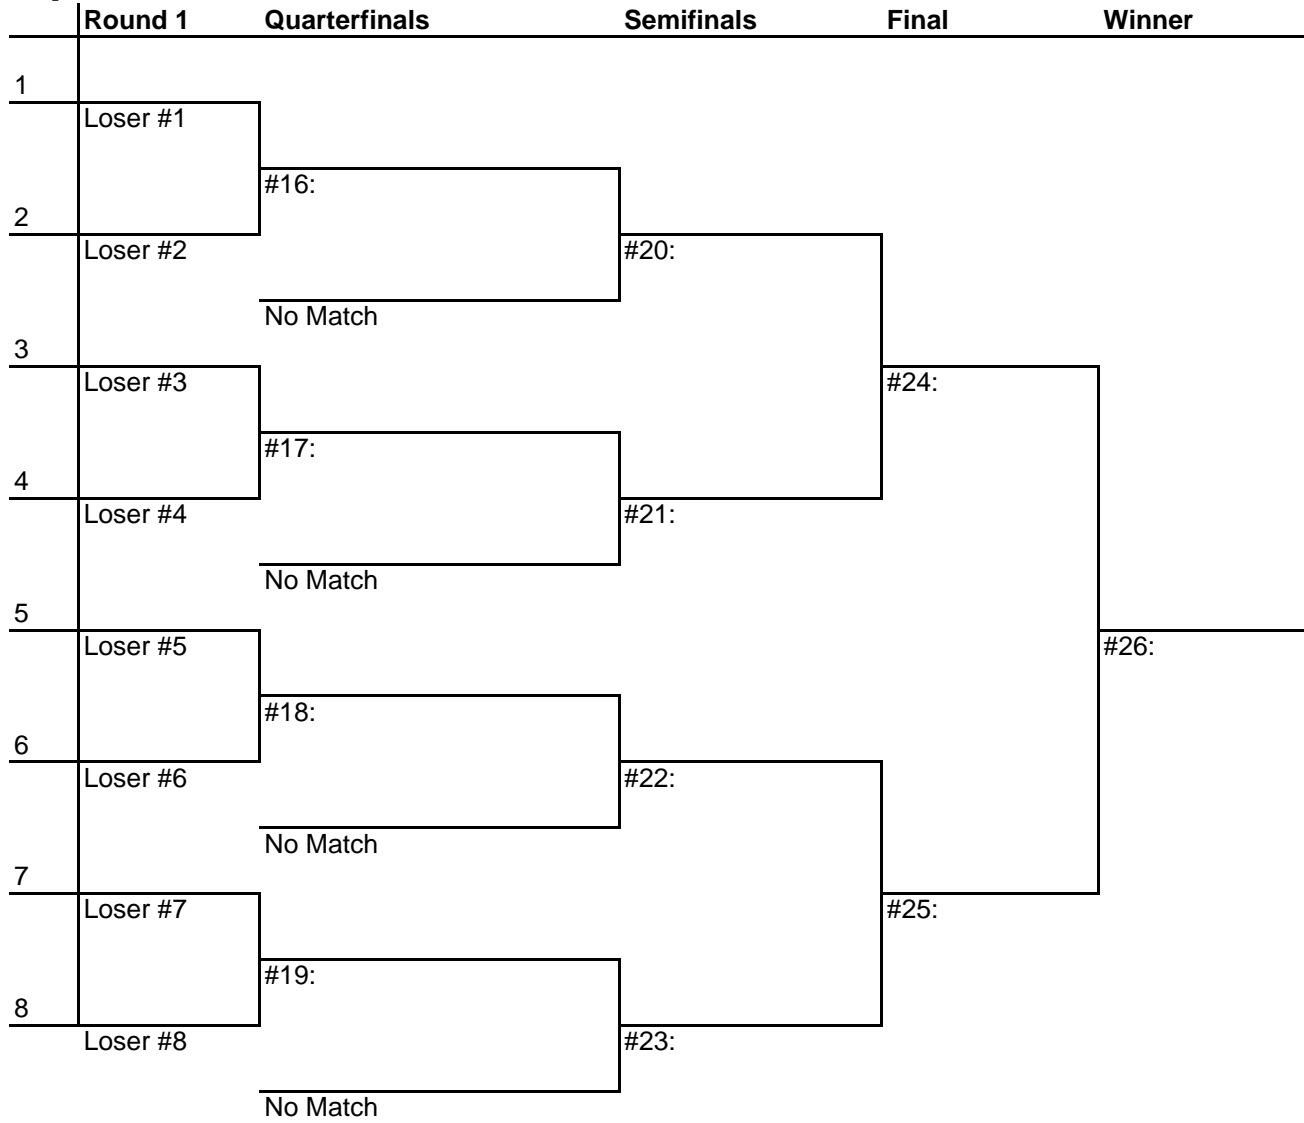 Round 1 Quarterfinals Semifinals Final Winner
1
Loser #1
#16:
2
Loser #2 #20:
No Match
3
Loser #3 #24:
#17:
4
Loser #4 #21:
No Match
5
Loser #5 #26:
#18:
6
Loser #6 #22:
No Match
7
Loser #7 #25:
#19:
8
Loser #8 #23:
No Match